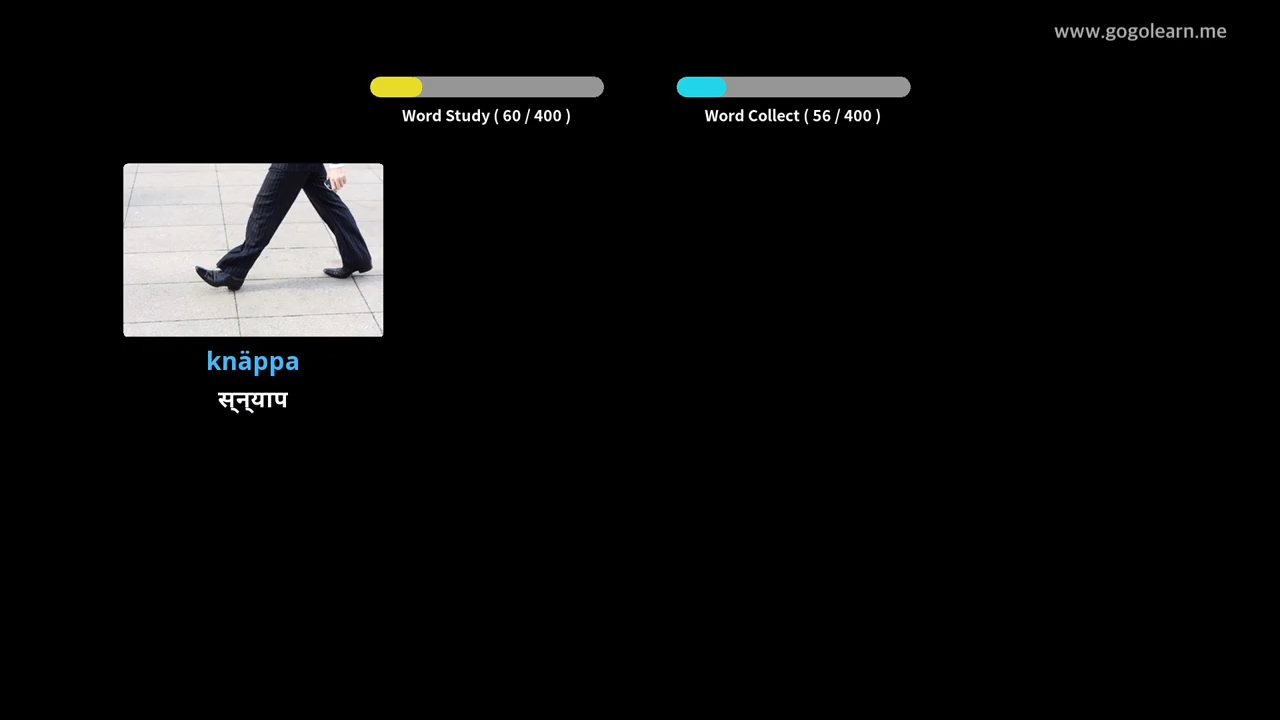 www.gogolearn.me
Word Study ( 60 / 400 )
Word Collect ( 56 / 400 )
knäppa
स्न्याप